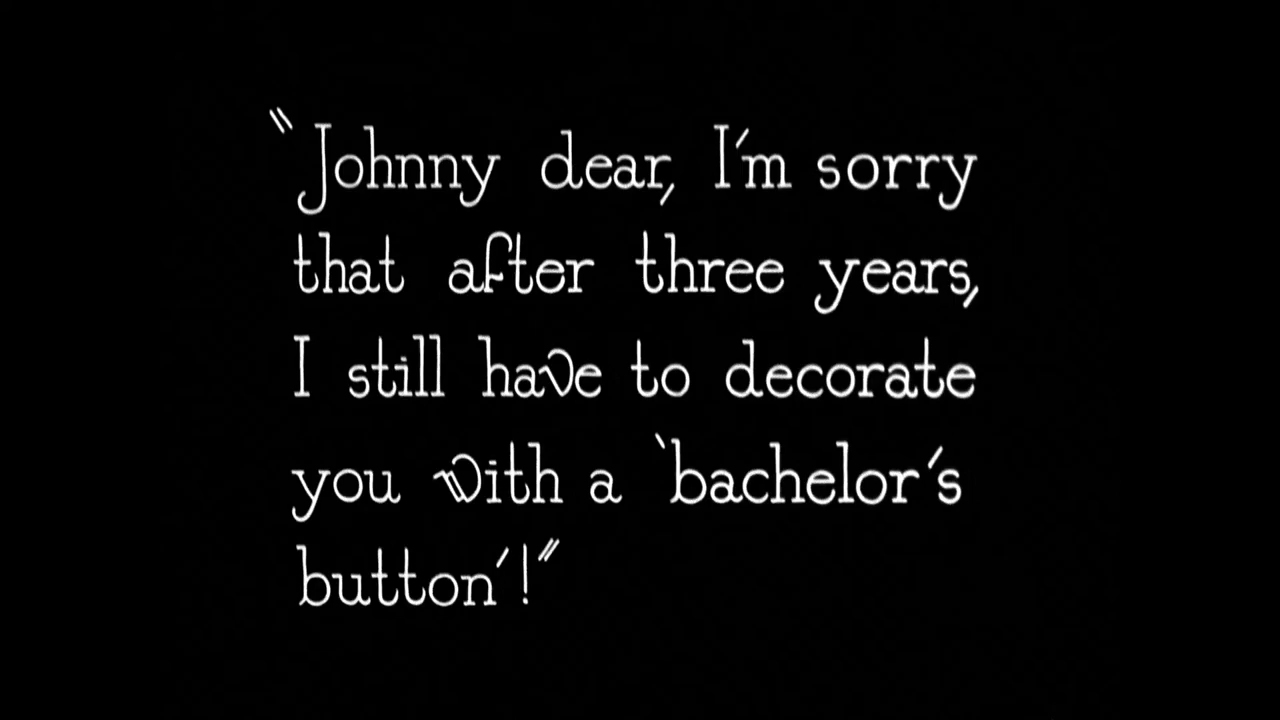 "Johnny dear, I'm sorry
that after three years,
I still have to decorate
you with a 'bachelor's
button'!"